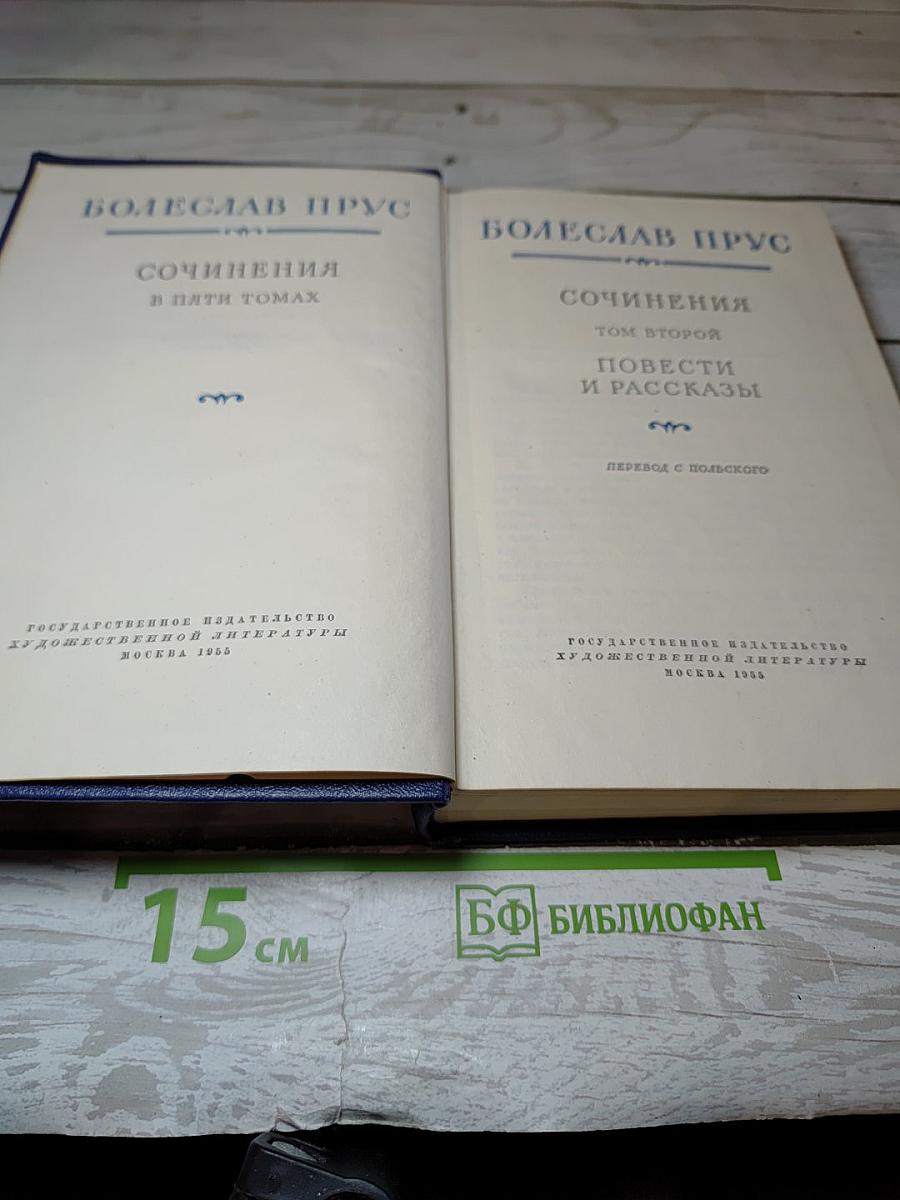 БОЛЕСЛАВ ПРУС
СОЧИНЕНИЯ
В ПЯТИ ТОМАХ
ГОСУДАРСТВЕННОЕ ИЗДАТЕЛЬСТВО
ХУДОЖЕСТВЕННОЙ ЛИТЕРАТУРЫ
МОСКВА 1955
БОЛЕСЛАВ ПРУС
СОЧИНЕНИЯ
ТОМ ВТОРОЙ
ПОВЕСТИ
И РАССКАЗЫ
ПЕРЕВОД С ПОЛЬСКОГО
ГОСУДАРСТВЕННОЕ ИЗДАТЕЛЬСТВО
ХУДОЖЕСТВЕННОЙ ЛИТЕРАТУРЫ
МОСКВА 1955
15 см
БФ БИБЛИОФАН